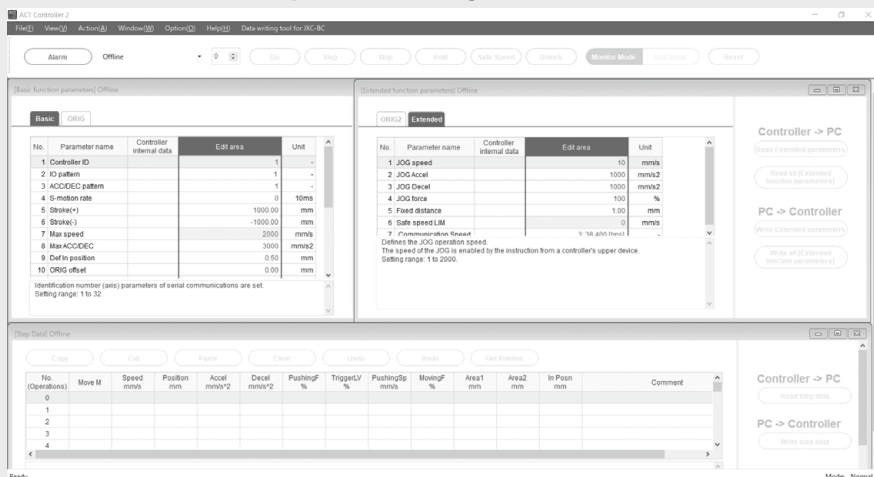 ACT Controller 2
File(F) View(V) Action(A) Window(W) Option(O) Help(H) Data writing tool for JXC-BC
Alarm Offline 0 Go Step Stop Hold Safe Speed Unlock Monitor Mode Test Mode Reset
[Basic function parameters] Offline
Basic ORIG
No. Parameter name Controller internal data Edit area Unit
1 Controller ID 1 -
2 IO pattern 1 -
3 ACC/DEC pattern 1 -
4 S-motion rate 0 10ms
5 Stroke(+) 1000.00 mm
6 Stroke(-) -1000.00 mm
7 Max speed 2000 mm/s
8 Max ACC/DEC 3000 mm/s2
9 Def In position 0.50 mm
10 ORIG offset 0.00 mm
Identification number (axis) parameters of serial communications are set.
Setting range: 1 to 32.
[Extended function parameters] Offline
ORIG2 Extended
No. Parameter name Controller internal data Edit area Unit
1 JOG speed 10 mm/s
2 JOG Accel 1000 mm/s2
3 JOG Decel 1000 mm/s2
4 JOG force 100 %
5 Fixed distance 1.00 mm
6 Safe speed LIM 0 mm/s
7 Communication Speed 3: 38,400 [bps] -
Defines the JOG operation speed.
The speed of the JOG is enabled by the instruction from a controller's upper device.
Setting range: 1 to 2000.
Controller -> PC
Read Extended parameters
Read all [Extended
function parameters]
PC -> Controller
Write Extended parameters
Write all [Extended
function parameters]
[Step Data] Offline
Copy Cut Paste Clear Undo Redo Get Position
No. (Operations) Move M Speed mm/s Position mm Accel mm/s^2 Decel mm/s^2 PushingF % TriggerLV % PushingSp mm/s MovingF % Area1 mm Area2 mm In Posn mm Comment
0
1
2
3
4
Controller -> PC
Read step data
PC -> Controller
Write step data
Ready Mode: Normal